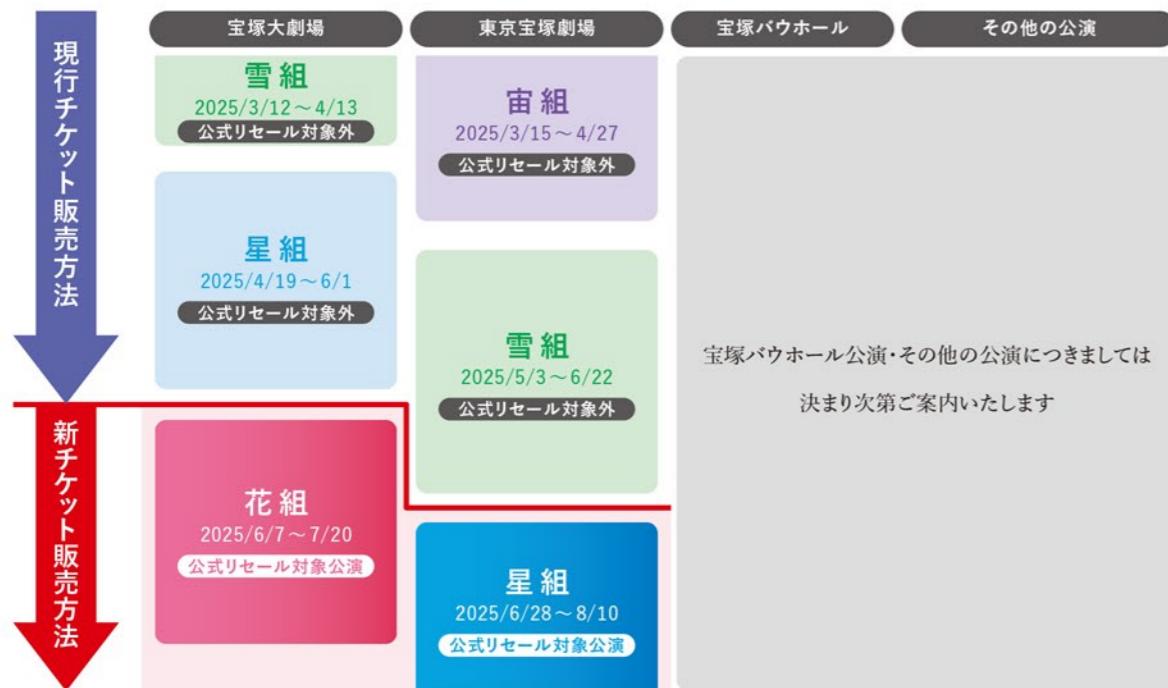 現行チケット販売方法
新チケット販売方法
宝塚大劇場
雪組
2025/3/12～4/13
公式リセール対象外
星組
2025/4/19～6/1
公式リセール対象外
花組
2025/6/7～7/20
公式リセール対象公演
東京宝塚劇場
宙組
2025/3/15～4/27
公式リセール対象外
雪組
2025/5/3～6/22
公式リセール対象外
星組
2025/6/28～8/10
公式リセール対象公演
宝塚バウホール
その他の公演
宝塚バウホール公演・その他の公演につきましては
決まり次第ご案内いたします